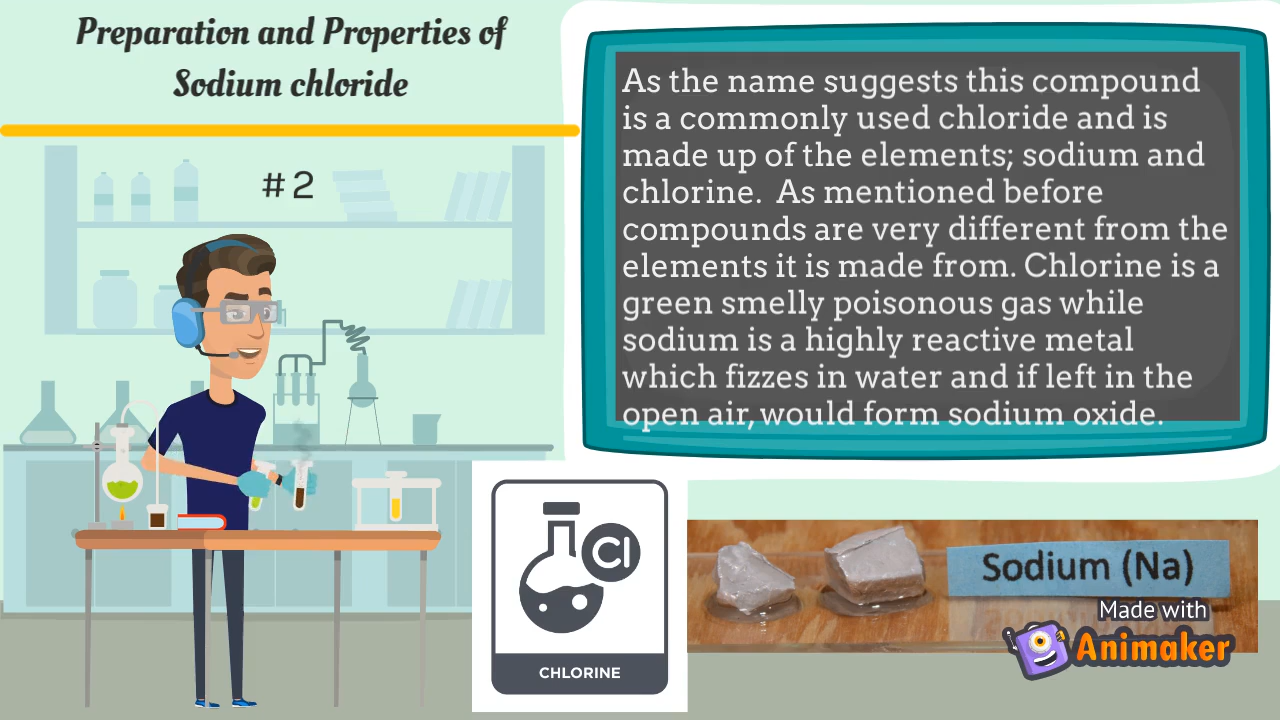 Preparation and Properties of
Sodium chloride
#2
As the name suggests this compound
is a commonly used chloride and is
made up of the elements; sodium and
chlorine.  As mentioned before
compounds are very different from the
elements it is made from. Chlorine is a
green smelly poisonous gas while
sodium is a highly reactive metal
which fizzes in water and if left in the
open air, would form sodium oxide.
Cl
CHLORINE
Sodium (Na)
Made with
Animaker